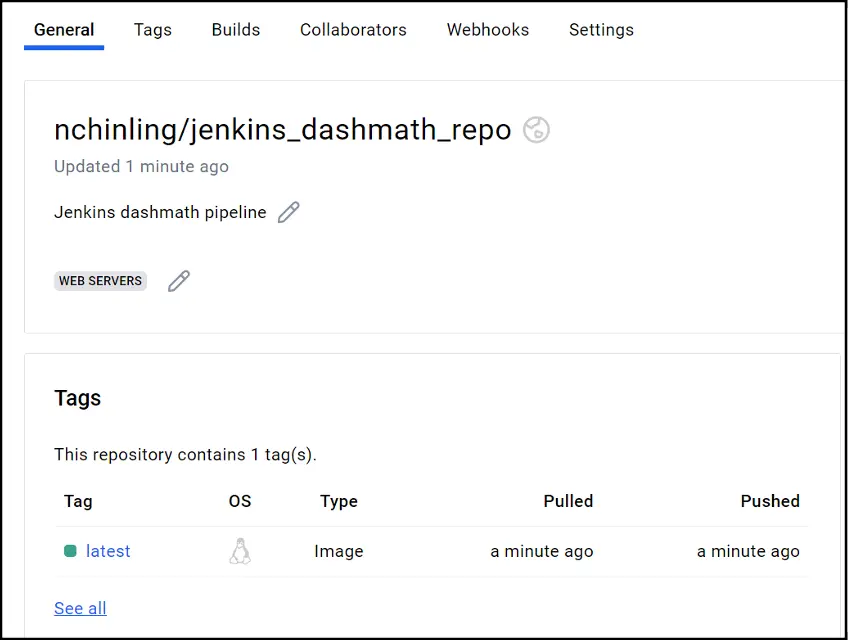 General Tags Builds Collaborators Webhooks Settings
nchinling/jenkins_dashmath_repo
Updated 1 minute ago
Jenkins dashmath pipeline
WEB SERVERS
Tags
This repository contains 1 tag(s).
Tag OS Type Pulled Pushed
latest Image a minute ago a minute ago
See all